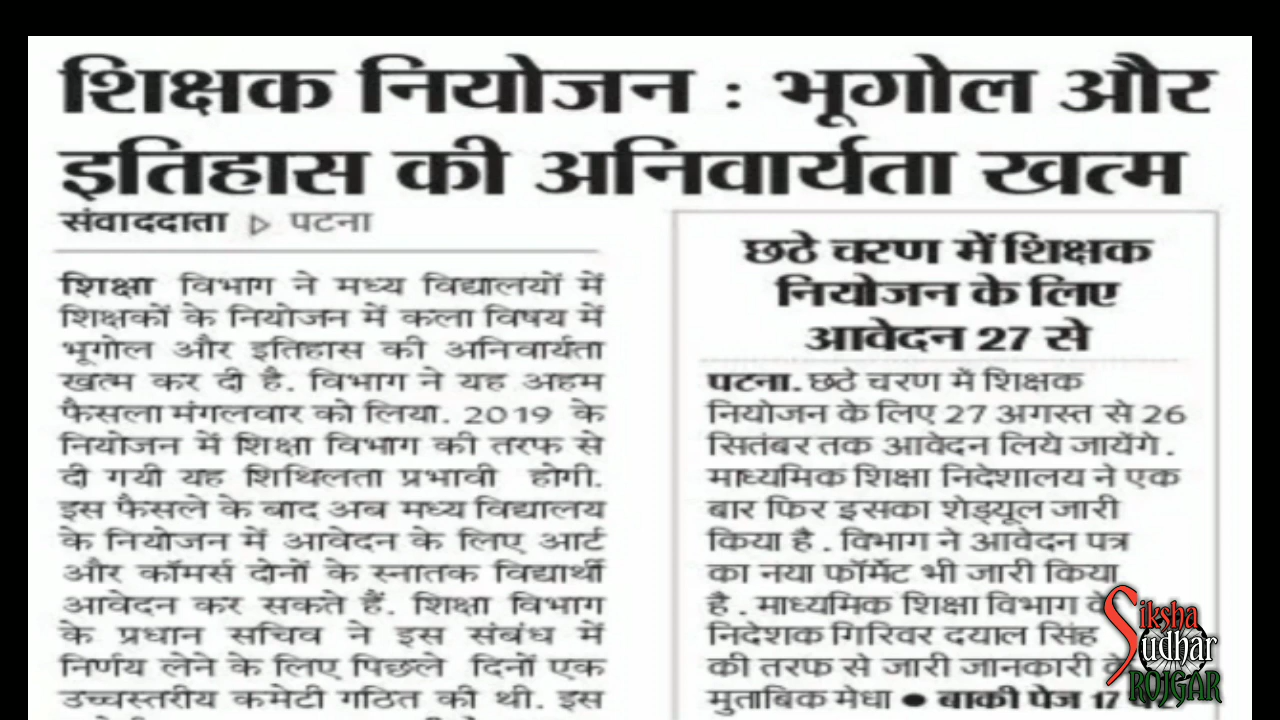 शिक्षक नियोजन : भूगोल और
इतिहास की अनिवार्यता खत्म
संवाददाता ▷ पटना
शिक्षा विभाग ने मध्य विद्यालयों में
शिक्षकों के नियोजन में कला विषय में
भूगोल और इतिहास की अनिवार्यता
खत्म कर दी है. विभाग ने यह अहम
फैसला मंगलवार को लिया. 2019 के
नियोजन में शिक्षा विभाग की तरफ से
दी गयी यह शिथिलता प्रभावी होगी.
इस फैसले के बाद अब मध्य विद्यालय
के नियोजन में आवेदन के लिए आर्ट
और कॉमर्स दोनों के स्नातक विद्यार्थी
आवेदन कर सकते हैं. शिक्षा विभाग
के प्रधान सचिव ने इस संबंध में
निर्णय लेने के लिए पिछले दिनों एक
उच्चस्तरीय कमेटी गठित की थी. इस
छठे चरण में शिक्षक
नियोजन के लिए
आवेदन 27 से
पटना. छठे चरण में शिक्षक
नियोजन के लिए 27 अगस्त से 26
सितंबर तक आवेदन लिये जायेंगे.
माध्यमिक शिक्षा निदेशालय ने एक
बार फिर इसका शेड्यूल जारी
किया है . विभाग ने आवेदन पत्र
का नया फॉर्मेट भी जारी किया
है . माध्यमिक शिक्षा विभाग के
निदेशक गिरिवर दयाल सिंह
की तरफ से जारी जानकारी के
मुताबिक मेधा ● बाकी पेज 17
Siksha
Sudhar
ROJGAR